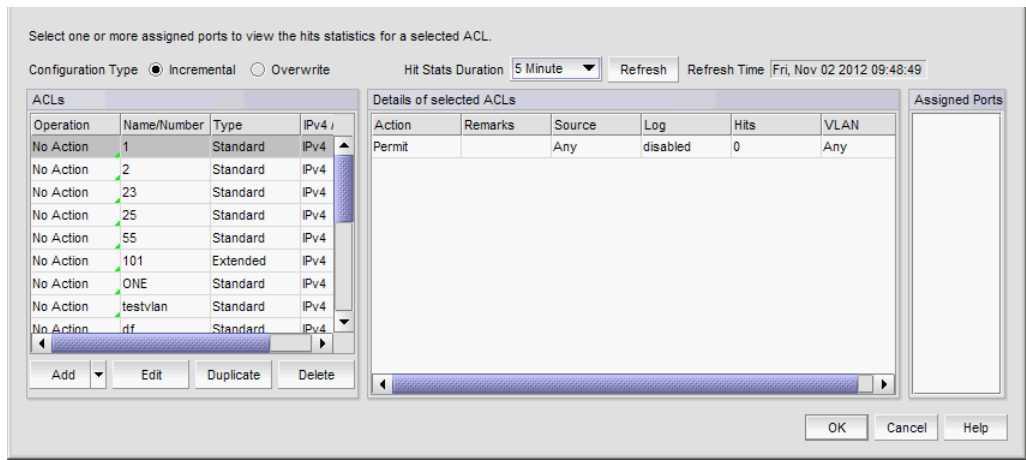 Select one or more assigned ports to view the hits statistics for a selected ACL.
Configuration Type Incremental Overwrite Hit Stats Duration 5 Minute Refresh Refresh Time Fri, Nov 02 2012 09:48:49
ACLs Details of selected ACLs Assigned Ports
Operation Name/Number Type IPv4 / Action Remarks Source Log Hits VLAN
No Action 1 Standard IPv4 Permit Any disabled 0 Any
No Action 2 Standard IPv4
No Action 23 Standard IPv4
No Action 25 Standard IPv4
No Action 55 Standard IPv4
No Action 101 Extended IPv4
No Action ONE Standard IPv4
No Action testvlan Standard IPv4
No Action df Standard IPv4
Add Edit Duplicate Delete
OK Cancel Help